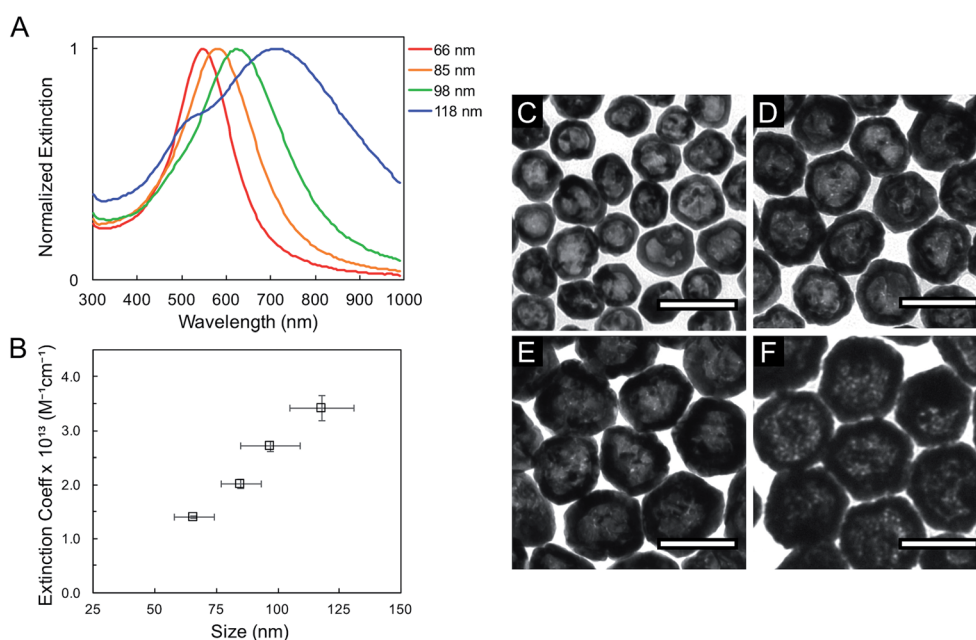 A
1
0
Normalized Extinction
300 400 500 600 700 800 900 1000
Wavelength (nm)
66 nm
85 nm
98 nm
118 nm
B
4.0
3.0
2.0
1.0
0.0
Extinction Coeff x 10¹³ (M⁻¹cm⁻¹)
25 50 75 100 125 150
Size (nm)
C
D
E
F